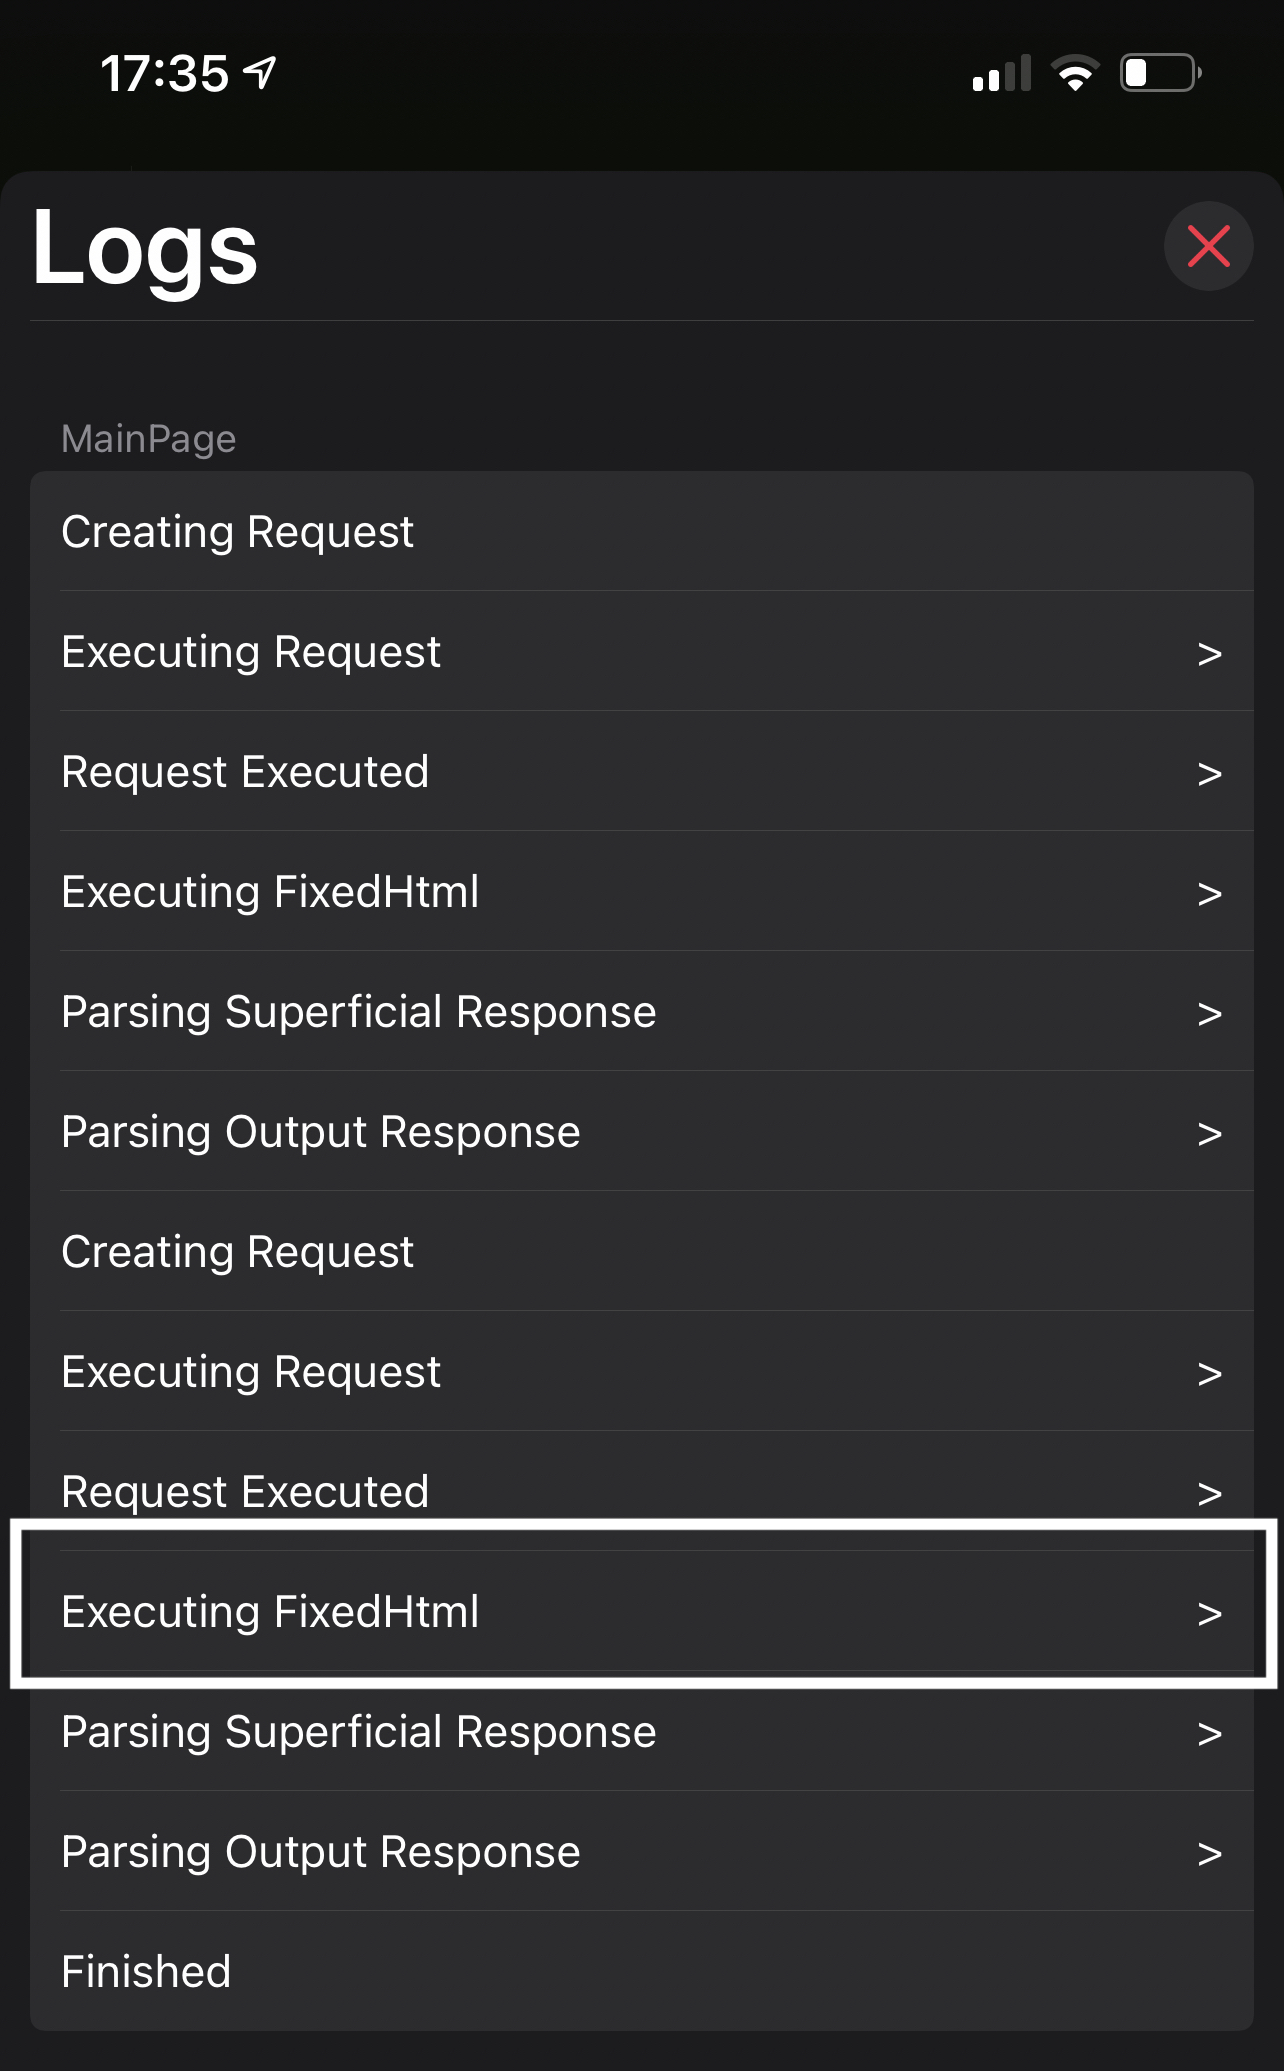 17:35
Logs
MainPage
Creating Request
Executing Request >
Request Executed >
Executing FixedHtml >
Parsing Superficial Response >
Parsing Output Response >
Creating Request
Executing Request >
Request Executed >
Executing FixedHtml >
Parsing Superficial Response >
Parsing Output Response >
Finished